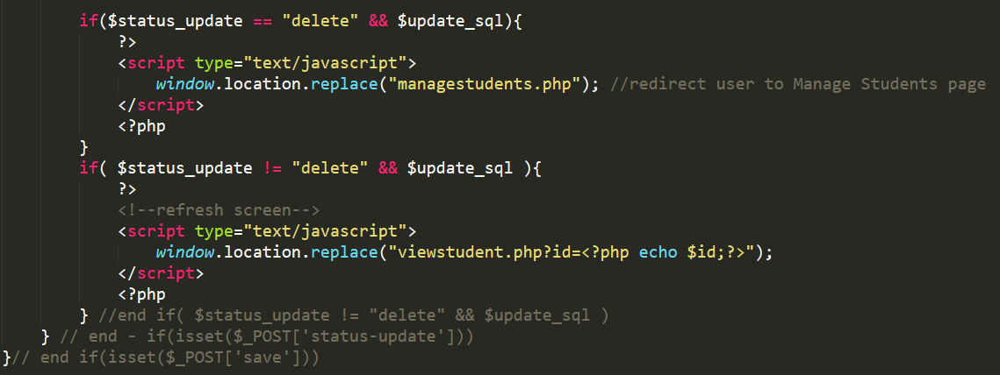 if($status_update == "delete" && $update_sql){
?>
<script type="text/javascript">
window.location.replace("managestudents.php"); //redirect user to Manage Students page
</script>
<?php
}
if( $status_update != "delete" && $update_sql ){
?>
<!--refresh screen-->
<script type="text/javascript">
window.location.replace("viewstudent.php?id=<?php echo $id;?>");
</script>
<?php
} //end if( $status_update != "delete" && $update_sql )
} // end - if(isset($_POST['status-update']))
}// end if(isset($_POST['save']))